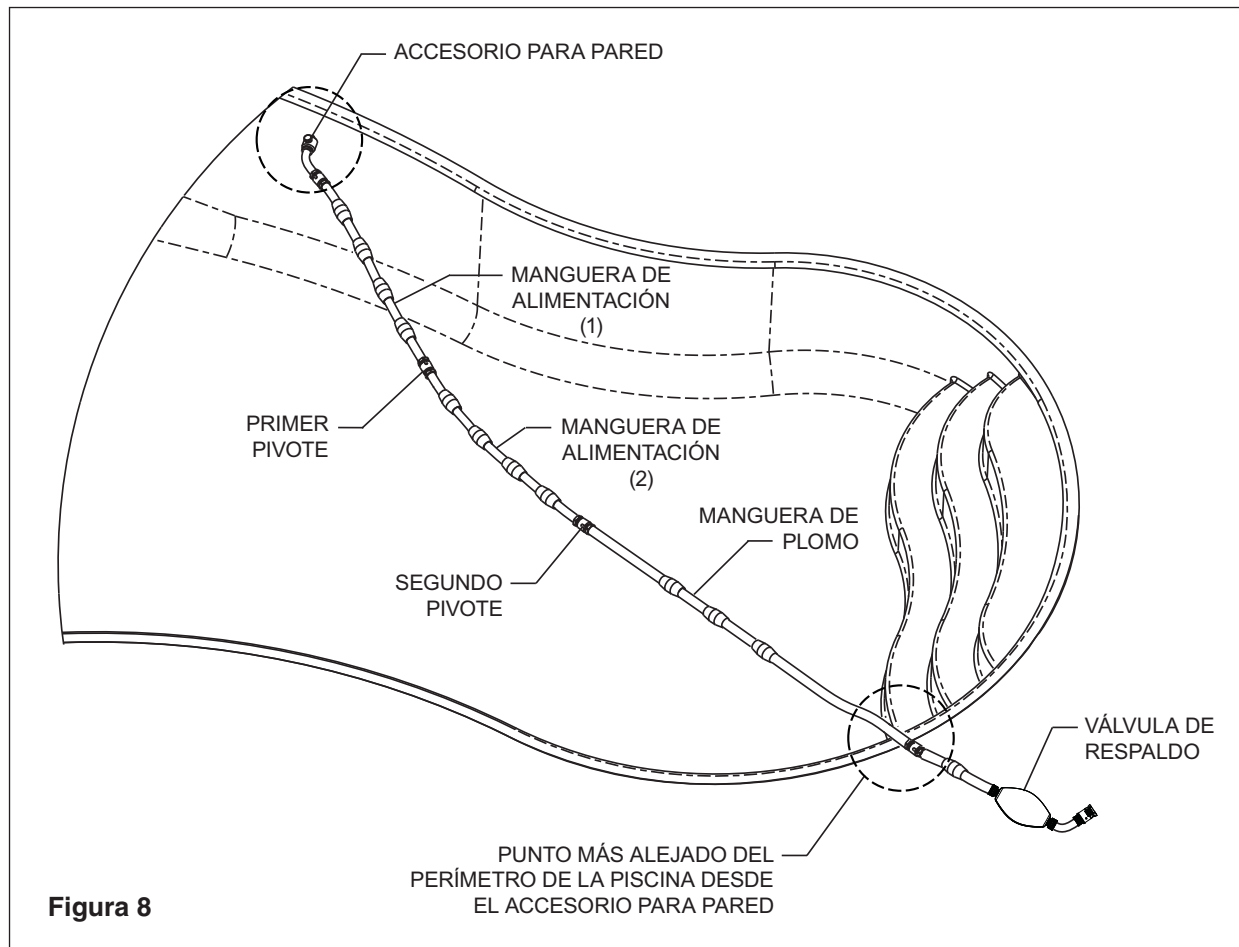 ACCESORIO PARA PARED
MANGUERA DE
ALIMENTACIÓN
(1)
PRIMER
PIVOTE
MANGUERA DE
ALIMENTACIÓN
(2)
MANGUERA DE
PLOMO
SEGUNDO
PIVOTE
VÁLVULA DE
RESPALDO
PUNTO MÁS ALEJADO DEL
PERÍMETRO DE LA PISCINA DESDE
EL ACCESORIO PARA PARED
Figura 8